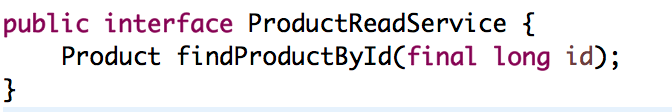 public interface ProductReadService {
    Product findProductById(final long id);
}